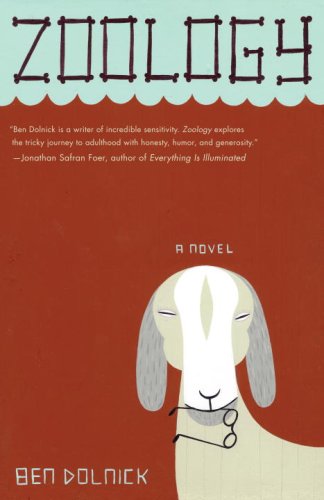 ZOOLOGY
"Ben Dolnick is a writer of incredible sensitivity. Zoology explores
the tricky journey to adulthood with honesty, humor, and generosity."
—Jonathan Safran Foer, author of Everything Is Illuminated
A NOVEL
BEN DOLNICK